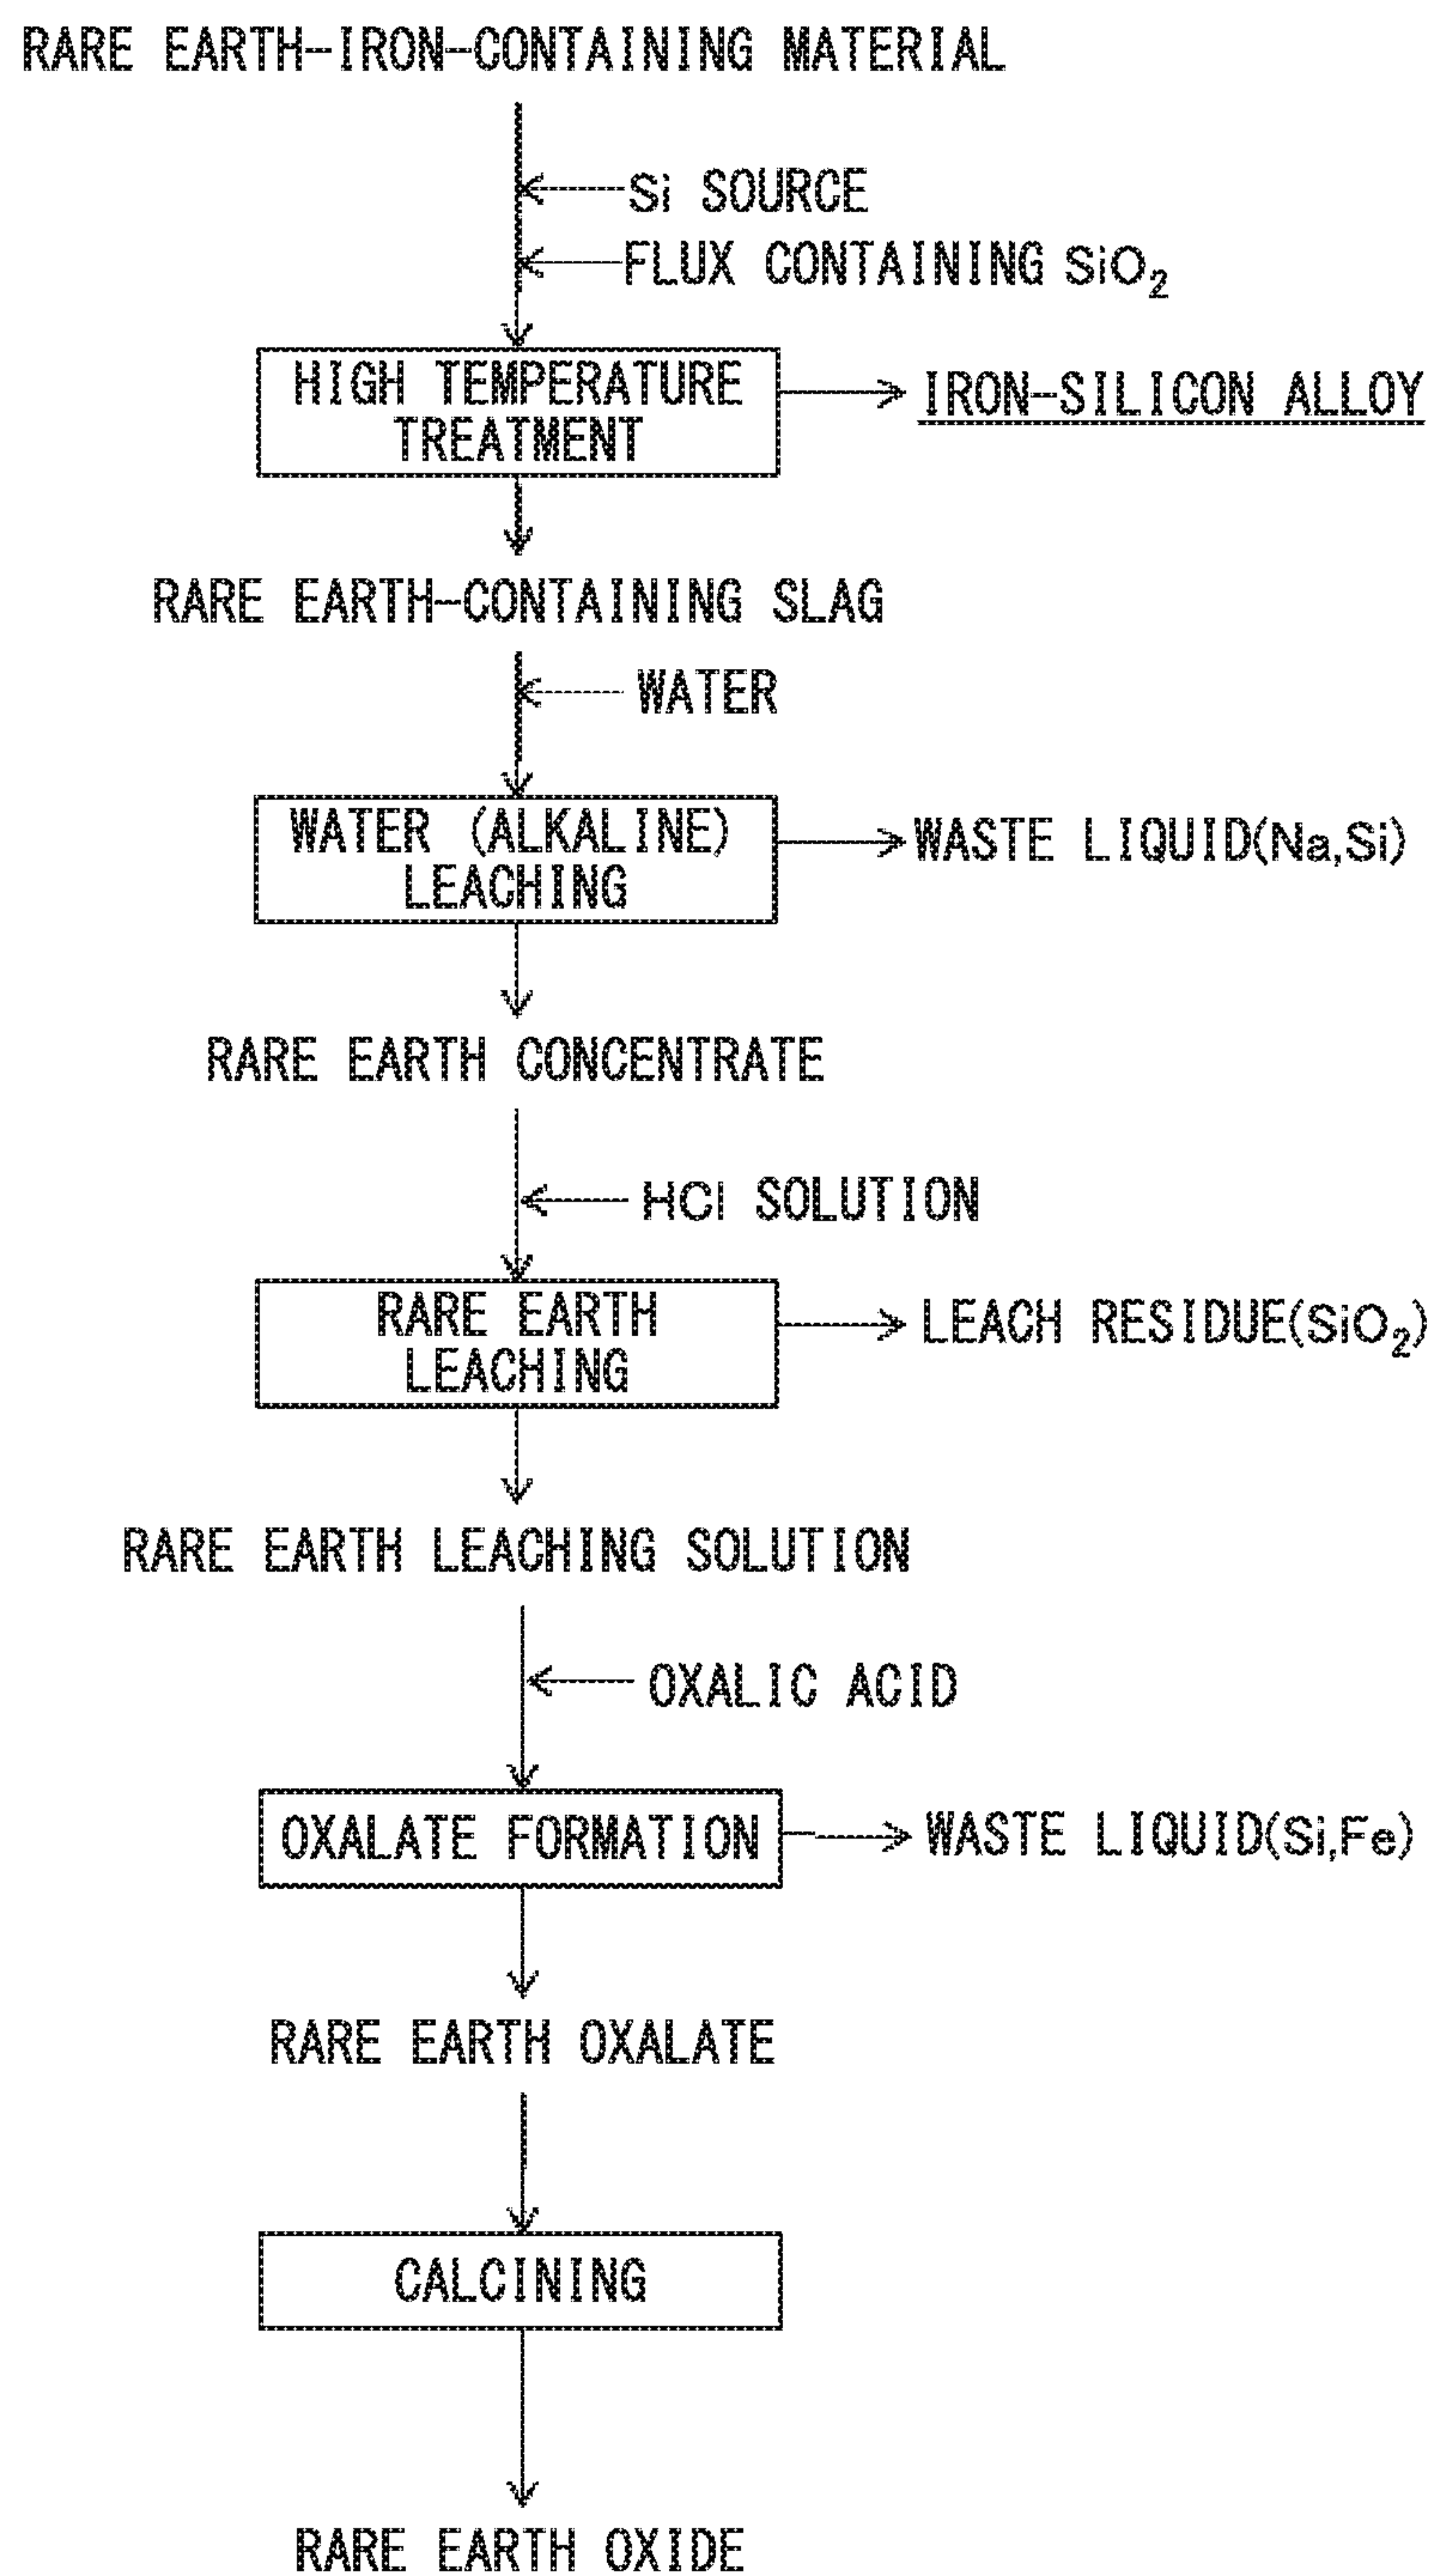 RARE EARTH-IRON-CONTAINING MATERIAL
Si SOURCE
FLUX CONTAINING SiO₂
HIGH TEMPERATURE
TREATMENT
IRON-SILICON ALLOY
RARE EARTH-CONTAINING SLAG
WATER
WATER (ALKALINE)
LEACHING
WASTE LIQUID(Na,Si)
RARE EARTH CONCENTRATE
HCl SOLUTION
RARE EARTH
LEACHING
LEACH RESIDUE(SiO₂)
RARE EARTH LEACHING SOLUTION
OXALIC ACID
OXALATE FORMATION
WASTE LIQUID(Si,Fe)
RARE EARTH OXALATE
CALCINING
RARE EARTH OXIDE